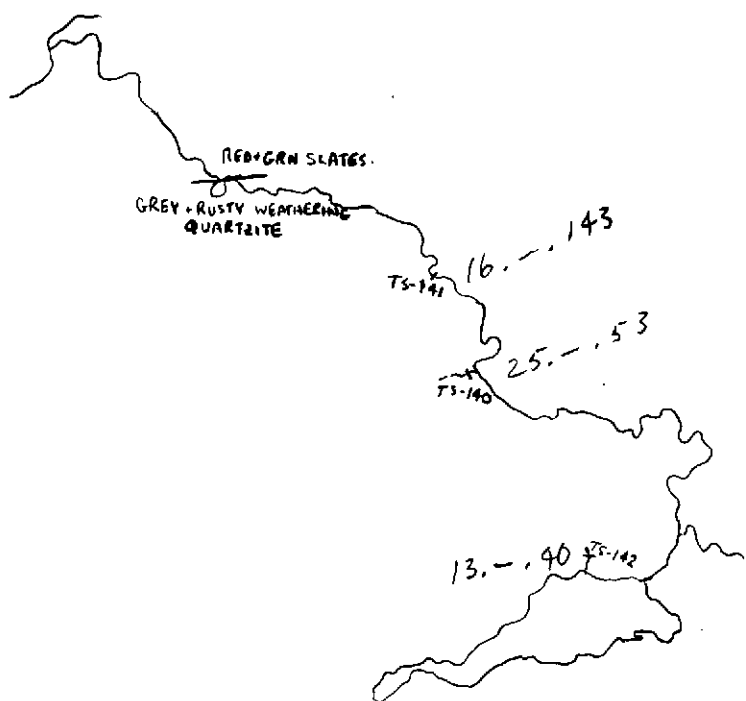 RED+GRN SLATES.
GREY + RUSTY WEATHERING
QUARTZITE
16. - . 143
TS-141
25. - . 53
TS-140
13. - . 40
TS-142